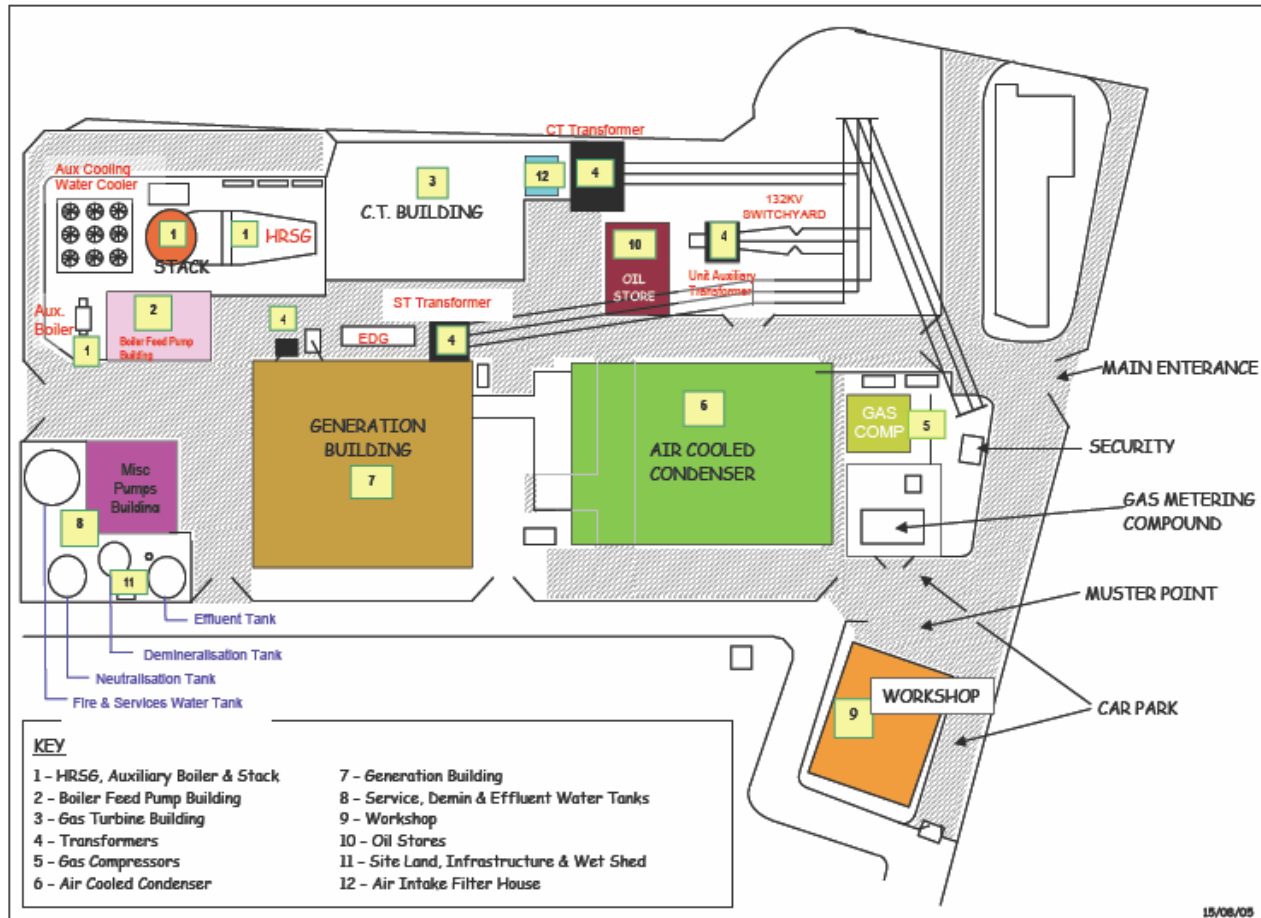 CT Transformer
Aux Cooling
Water Cooler
3
12
4
C.T. BUILDING
132KV
SWITCHYARD
1
1
HRSG
STACK
10
4
OIL
STORE
Unit Auxiliary
Transformer
ST Transformer
Aux.
Boiler
2
Boiler Feed Pump
Building
1
4
EDG
4
MAIN ENTERANCE
GENERATION
BUILDING
7
6
AIR COOLED
CONDENSER
GAS
COMP
5
SECURITY
Misc
Pumps
Building
8
11
GAS METERING
COMPOUND
MUSTER POINT
Effluent Tank
Demineralisation Tank
Neutralisation Tank
Fire & Services Water Tank
WORKSHOP
9
CAR PARK
KEY
1 - HRSG, Auxiliary Boiler & Stack
2 - Boiler Feed Pump Building
3 - Gas Turbine Building
4 - Transformers
5 - Gas Compressors
6 - Air Cooled Condenser
7 - Generation Building
8 - Service, Demin & Effluent Water Tanks
9 - Workshop
10 - Oil Stores
11 - Site Land, Infrastructure & Wet Shed
12 - Air Intake Filter House
15/08/05